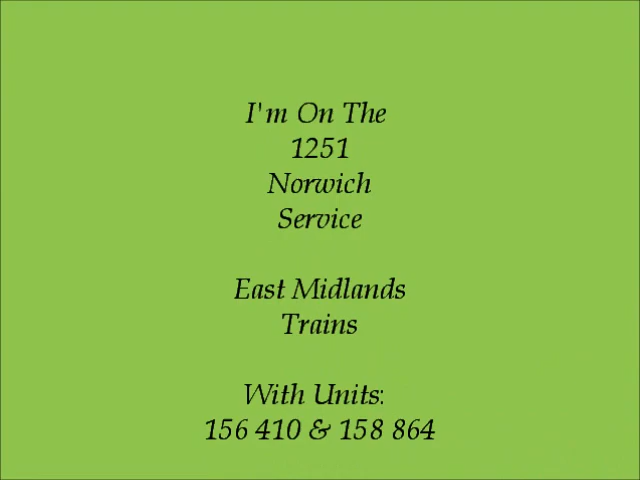 I'm On The
1251
Norwich
Service
East Midlands
Trains
With Units:
156 410 & 158 864